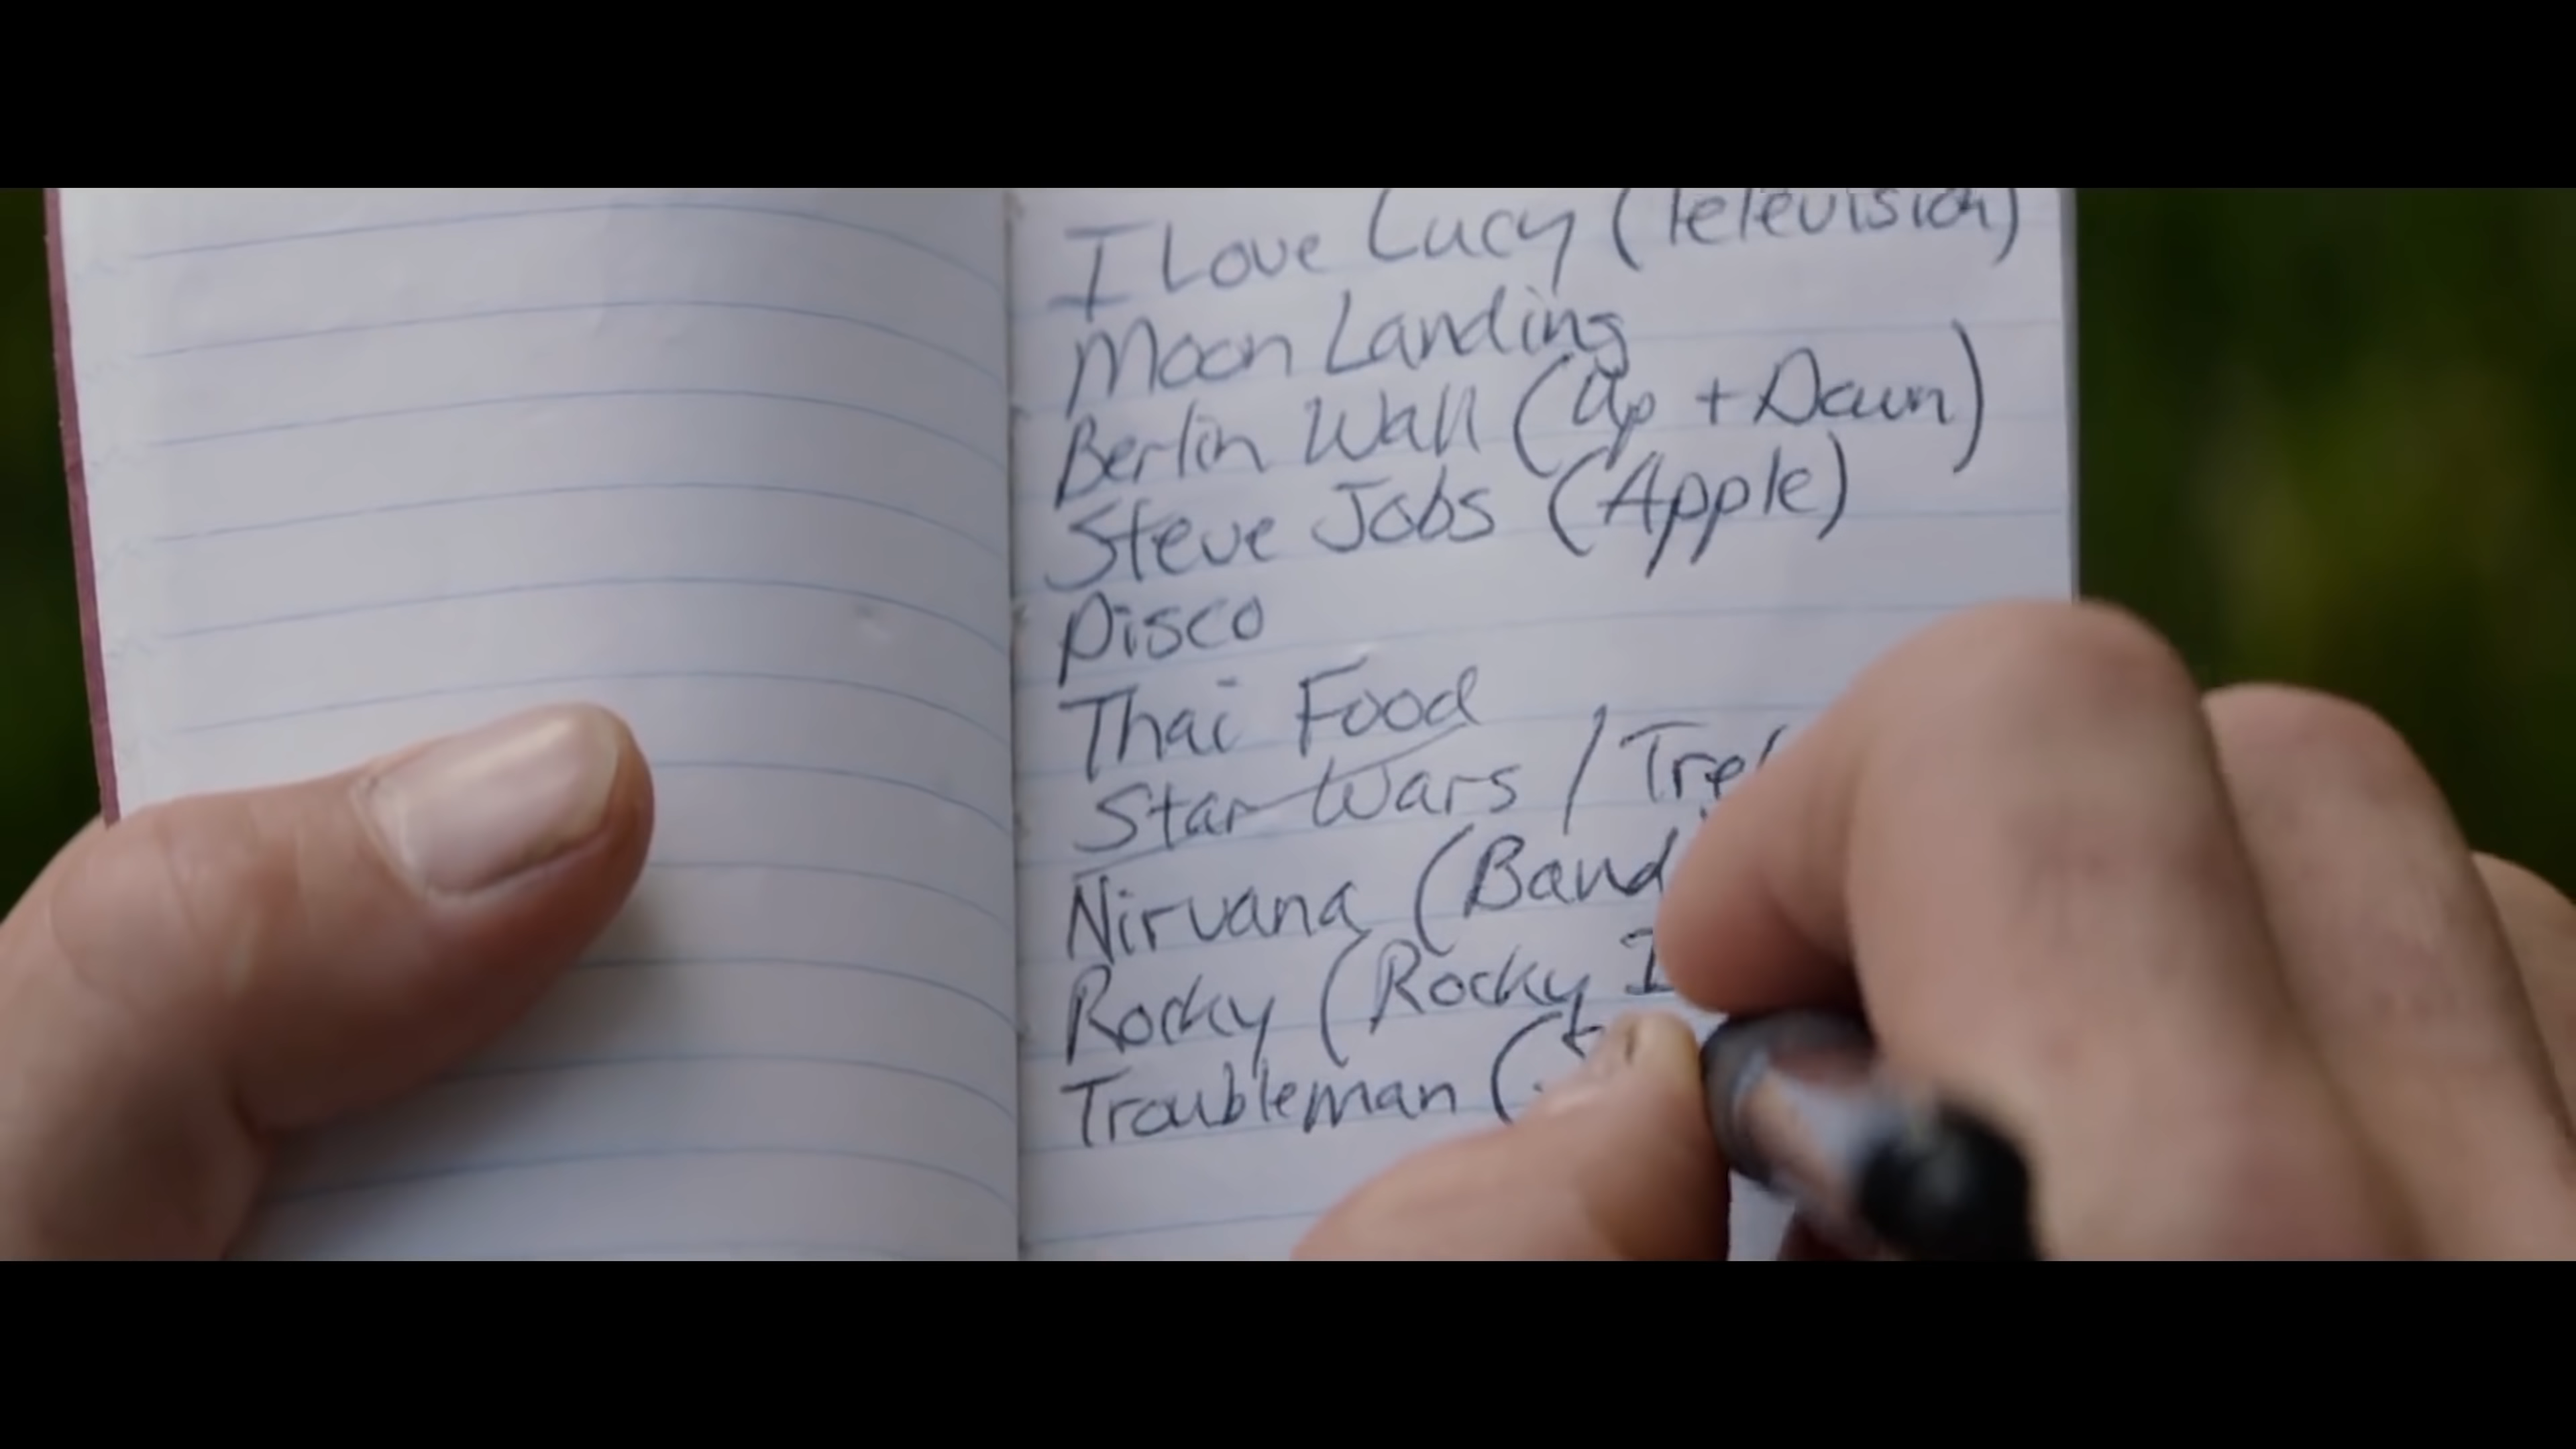 I Love Lucy (Television)
Moon Landing
Berlin Wall (Up + Down)
Steve Jobs (Apple)
Disco
Thai Food
Star Wars / Trek
Nirvana (Band
Rocky (Rocky I
Troubleman (